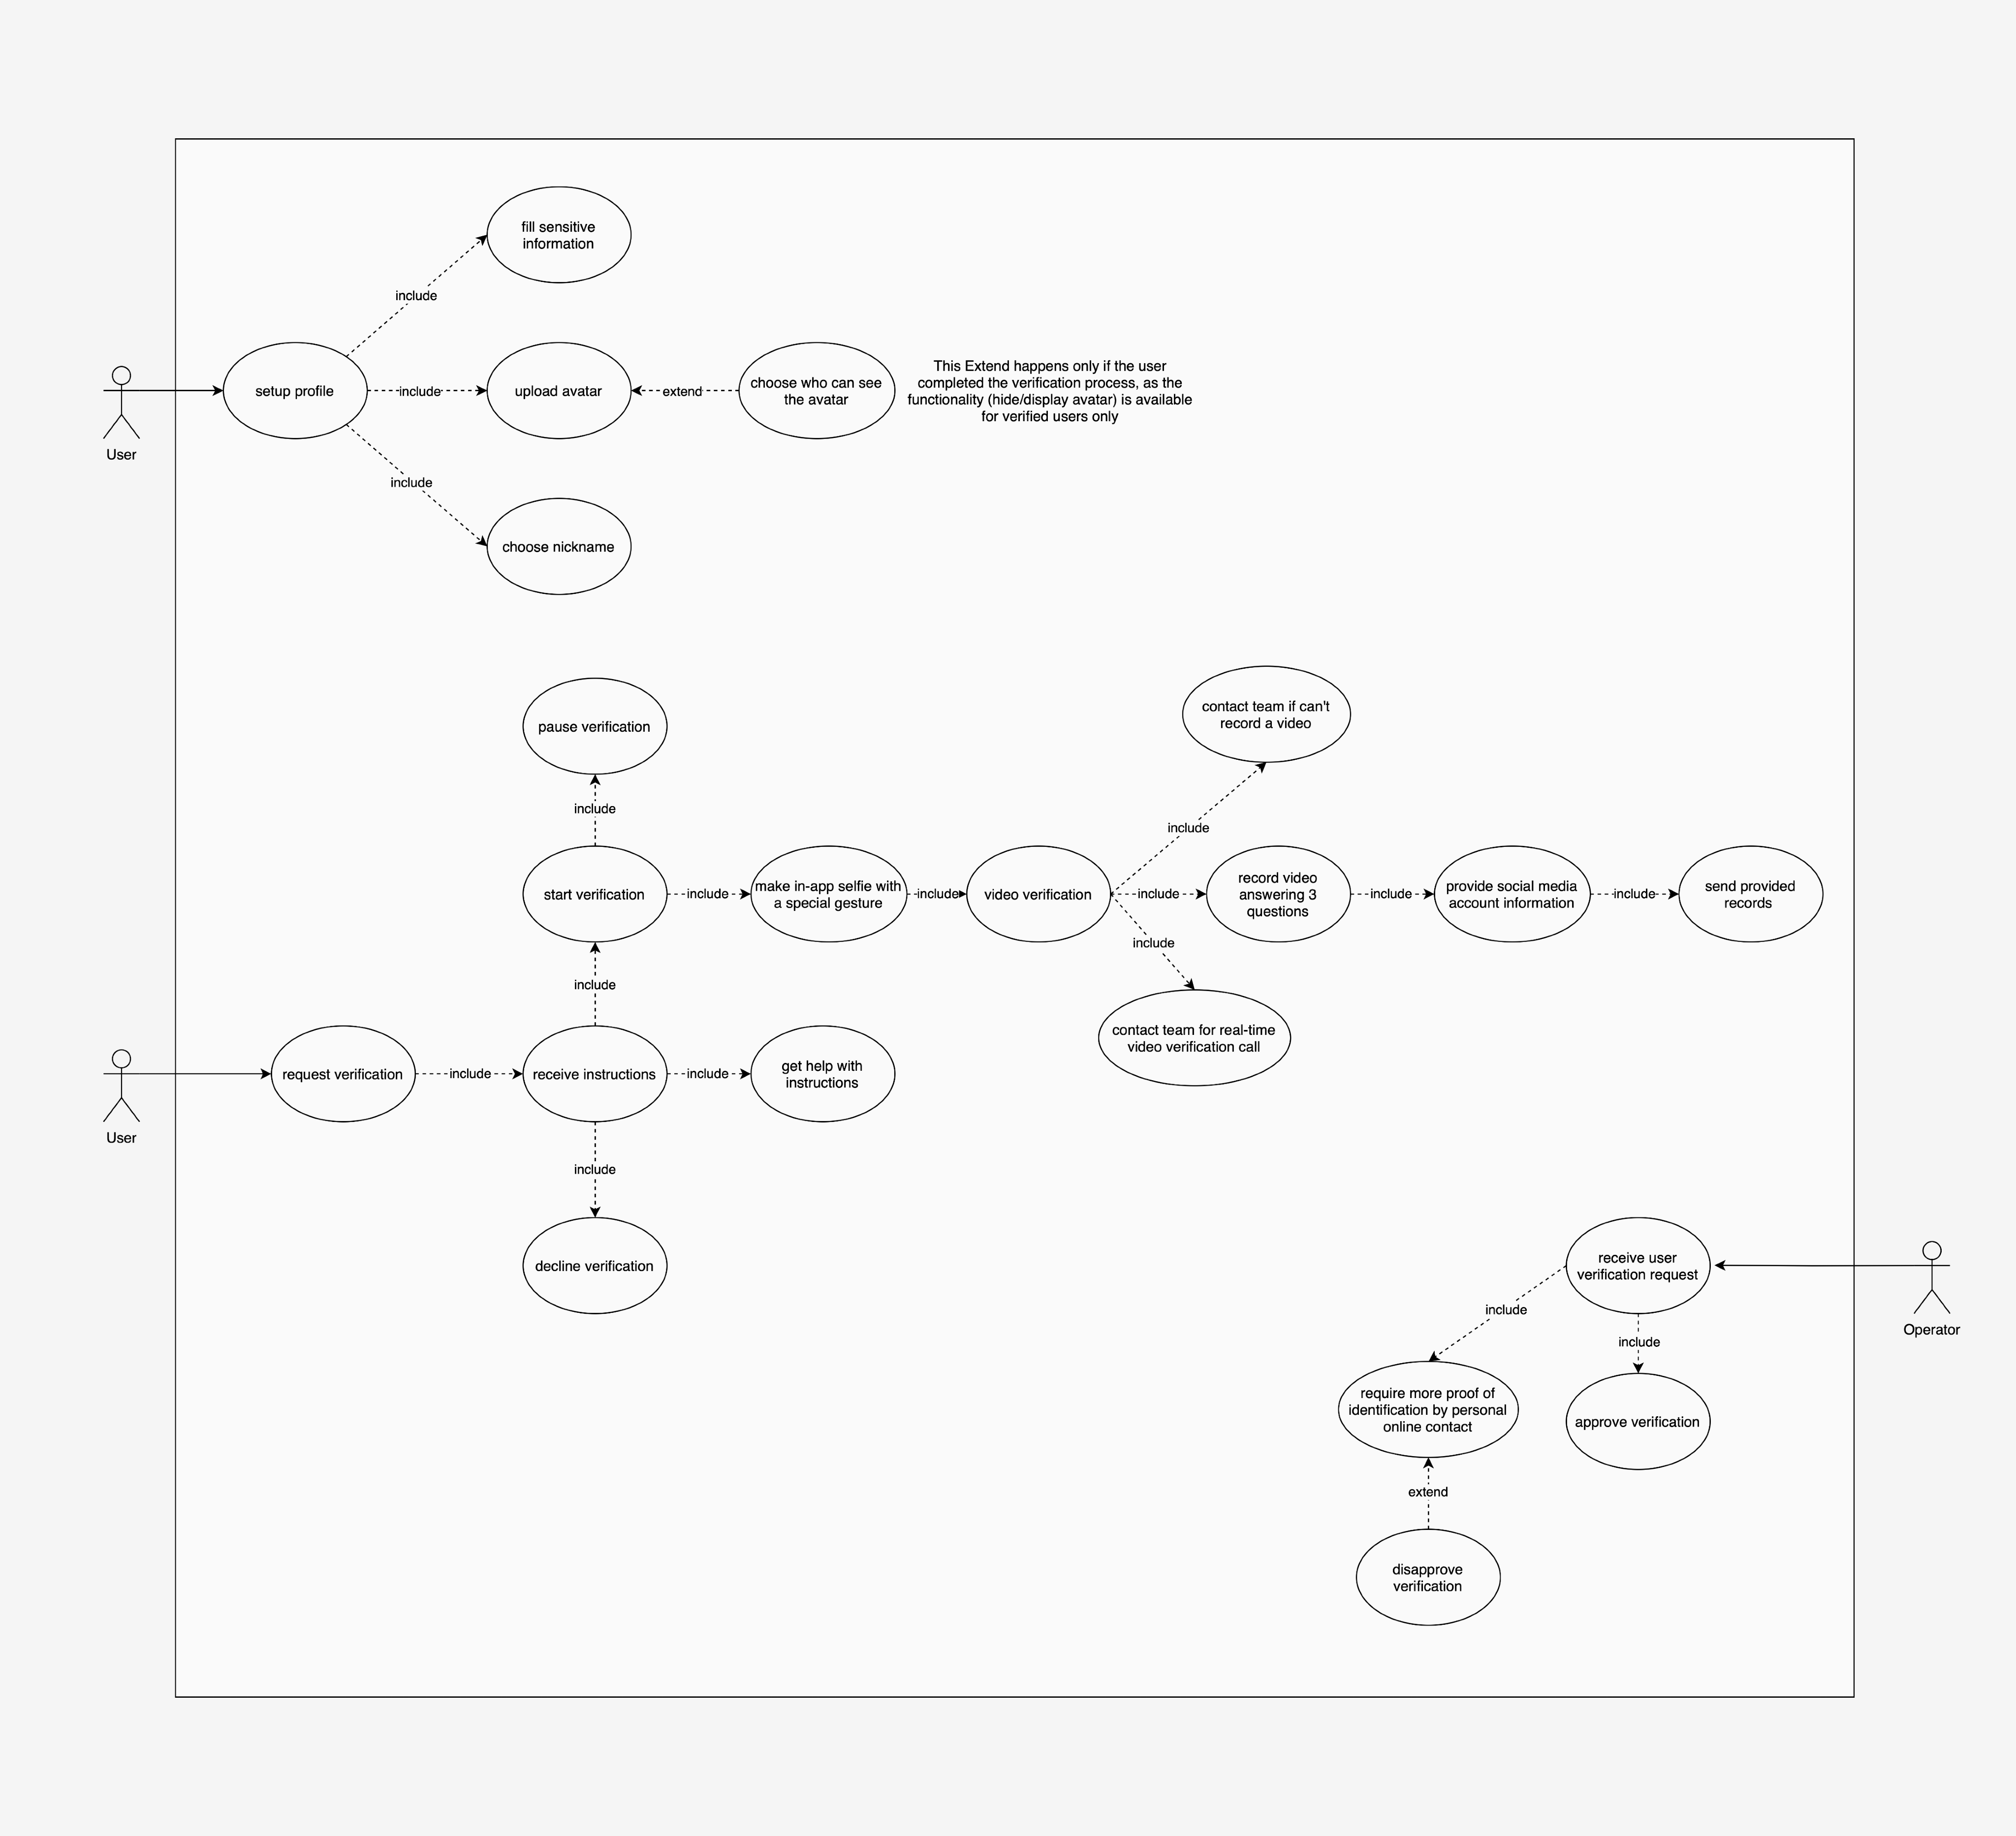 fill sensitive
information
include
setup profile
include
upload avatar
extend
choose who can see
the avatar
This Extend happens only if the user
completed the verification process, as the
functionality (hide/display avatar) is available
for verified users only
User
include
choose nickname
pause verification
include
contact team if can't
record a video
include
start verification
include
make in-app selfie with
a special gesture
include
video verification
include
record video
answering 3
questions
include
provide social media
account information
include
send provided
records
include
contact team for real-time
video verification call
include
request verification
include
receive instructions
include
get help with
instructions
User
include
decline verification
receive user
verification request
Operator
include
include
require more proof of
identification by personal
online contact
approve verification
extend
disapprove
verification